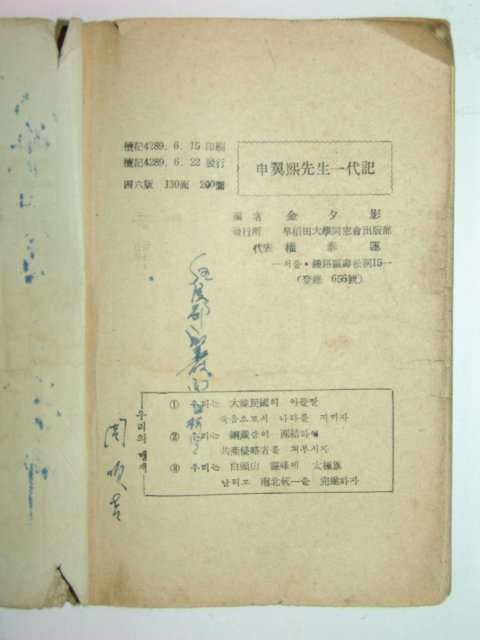 申翼熙先生一代記
檀紀4289. 6. 15 印刷
檀紀4289. 6. 22 發行
四六版 130面 200圜
編者 金夕影
發行所 早稲田大學同窓會出版部
代表 權泰運
—서울·鍾路區壽松洞15—
(登錄 656號)
우리의 맹세
① 우리는 大韓民國의 아들딸
죽음으로서 나라를 지키자
② 우리는 鋼鐵같이 團結하여
共產侵略者를 쳐부시자
③ 우리는 白頭山 靈峰에 太極旗
날리고 南北統一을 完遂하자